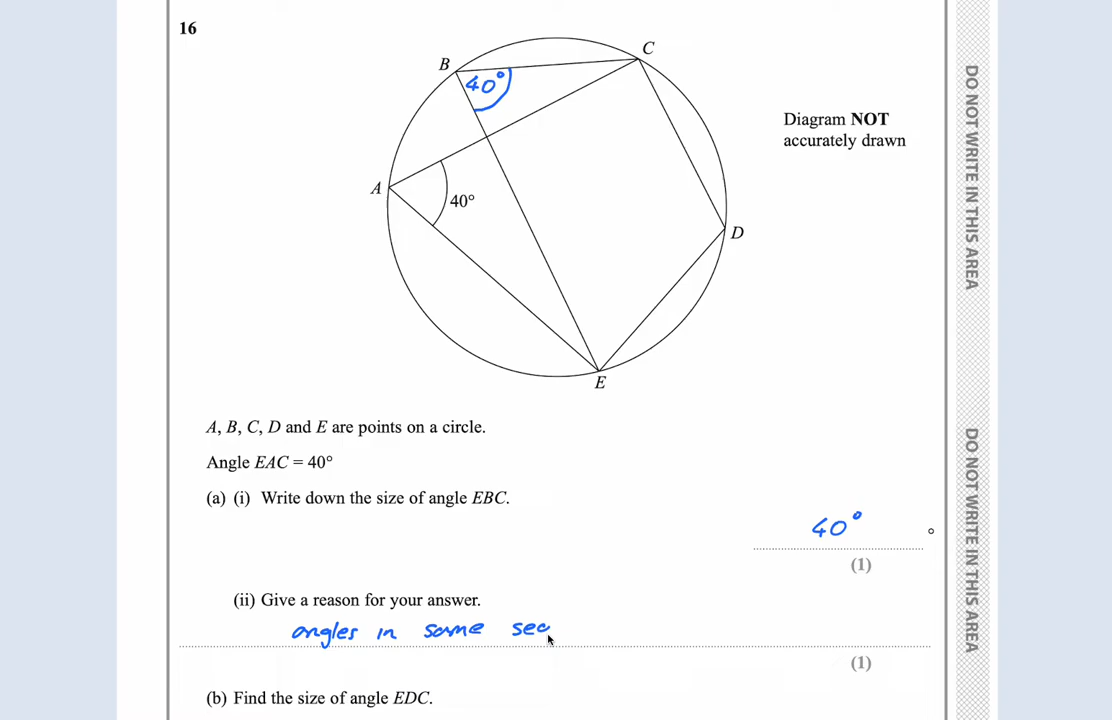 16
B
C
40°
Diagram NOT
accurately drawn
A
40°
D
E
A, B, C, D and E are points on a circle.
Angle EAC = 40°
(a) (i) Write down the size of angle EBC.
40° °
(1)
(ii) Give a reason for your answer.
angles in same sec
(1)
(b) Find the size of angle EDC.
DO NOT WRITE IN THIS AREA
DO NOT WRITE IN THIS AREA